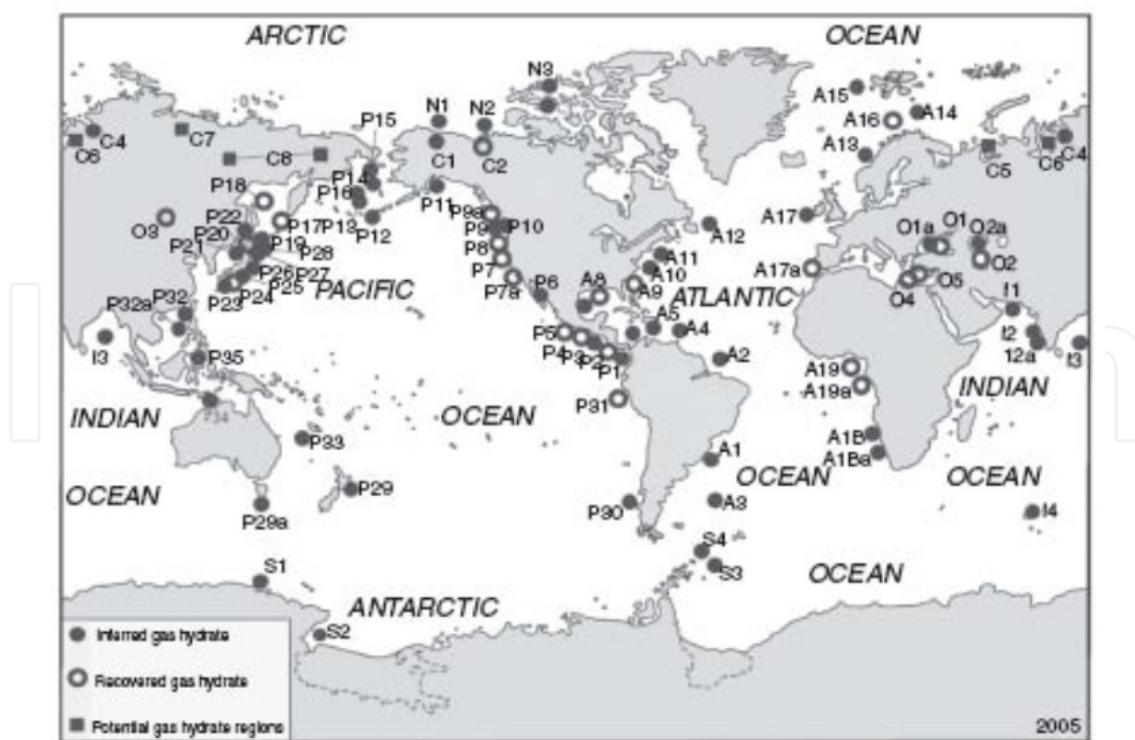 ARCTIC OCEAN
N3
A15
N1 N2 P15
A16 A14
C4 C7
C6
C8
C1 C2
A13
C5 C6 C4
P14
P16
P18
P11
P9a
P17 P13 P12
P9 P10
A17
A12
O1a O1 O2a
O3
P22
P20
P21
P19
P28
P8
P7
P7a
A11
A10
A17a
O2
O5
O4
P26 P27
P25
P24
P23
PACIFIC
P6
A8
A9
ATLANTIC
I1
P32a P32
A5
A4
I2
I2a
I3
I3
P35
P5
P4 P3 P2 P1
A2
A19
A19a
INDIAN
P34
INDIAN
OCEAN
P31
P33
A1
A1B
A1Ba
OCEAN
P29
P30
A3
OCEAN
OCEAN
I4
P29a
S4
S3
S1
OCEAN
ANTARCTIC
S2
Inferred gas hydrate
Recovered gas hydrate
Potential gas hydrate regions
2005